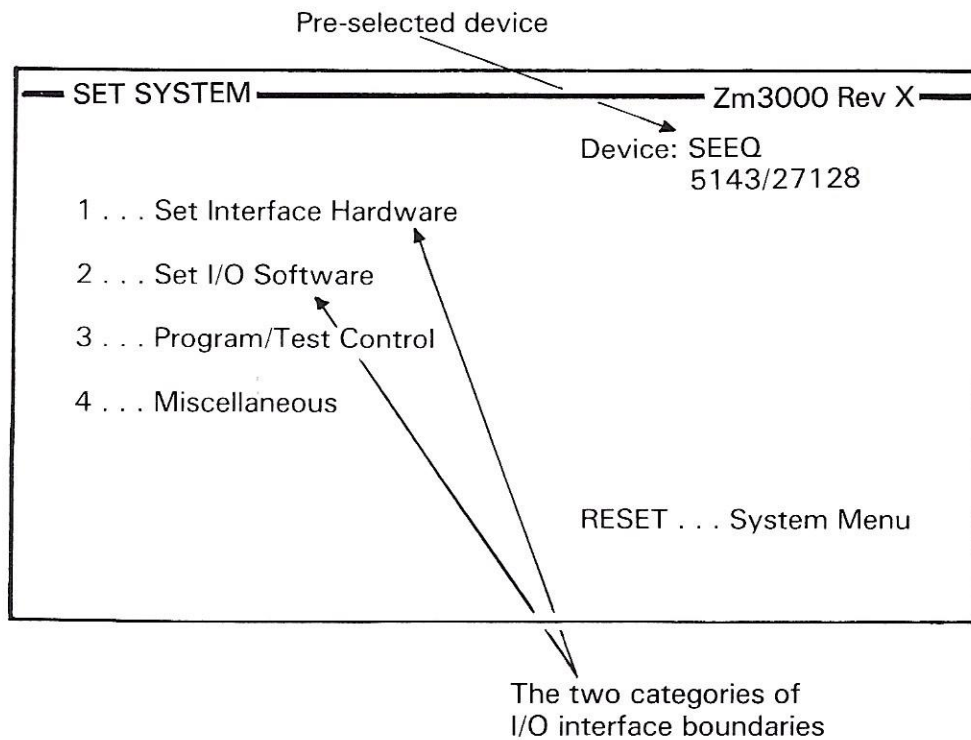 Pre-selected device
SET SYSTEM Zm3000 Rev X
Device: SEEQ
5143/27128
1 . . . Set Interface Hardware
2 . . . Set I/O Software
3 . . . Program/Test Control
4 . . . Miscellaneous
RESET . . . System Menu
The two categories of
I/O interface boundaries